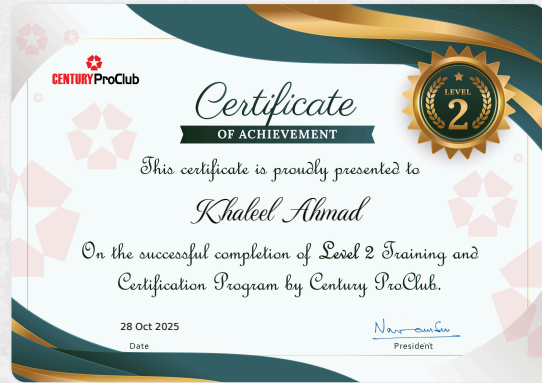 CENTURY ProClub
Certificate
OF ACHIEVEMENT
LEVEL
2
This certificate is proudly presented to
Khaleel Ahmad
On the successful completion of Level 2 Training and
Certification Program by Century ProClub.
28 Oct 2025
Date
President